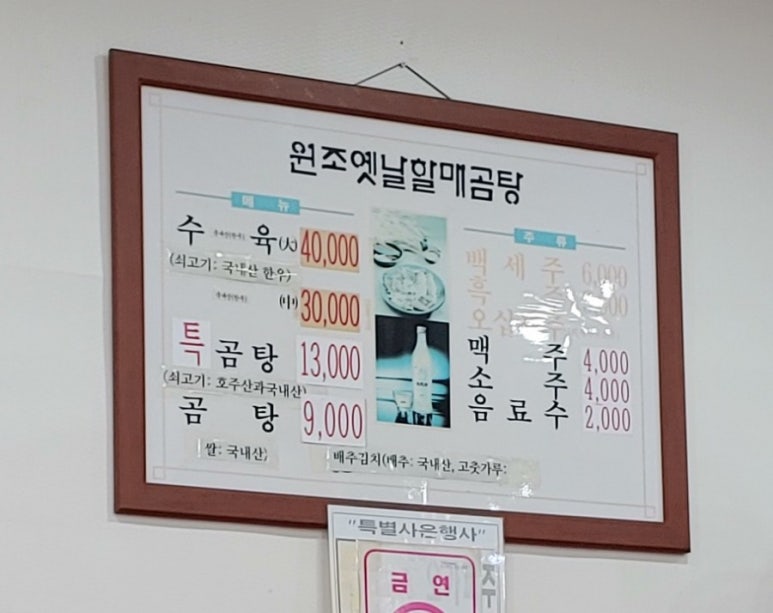 원조옛날할매곰탕
메 뉴
수 육(大) 40,000
(쇠고기: 국내산 한우)
(中) 30,000
특 곰 탕 13,000
(쇠고기: 호주산과국내산)
곰 탕 9,000
쌀: 국내산)
배추김치(배추: 국내산, 고춧가루:
주 류
백 세 주 6,000
흑
오 삼
맥 주 4,000
소 주 4,000
음 료 수 2,000
"특별사은행사"
금 연
주